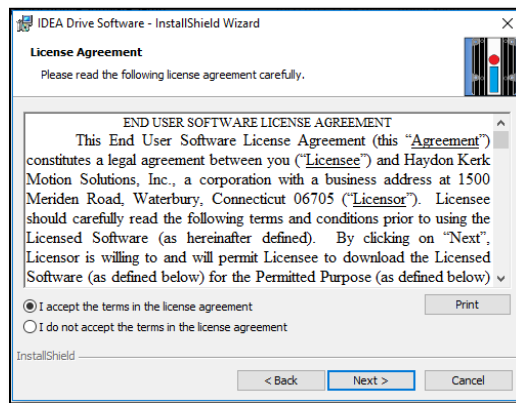 IDEA Drive Software - InstallShield Wizard
License Agreement
Please read the following license agreement carefully.
END USER SOFTWARE LICENSE AGREEMENT
This End User Software License Agreement (this “Agreement”)
constitutes a legal agreement between you (“Licensee”) and Haydon Kerk
Motion Solutions, Inc., a corporation with a business address at 1500
Meriden Road, Waterbury, Connecticut 06705 (“Licensor”). Licensee
should carefully read the following terms and conditions prior to using the
Licensed Software (as hereinafter defined). By clicking on “Next”,
Licensor is willing to and will permit Licensee to download the Licensed
Software (as defined below) for the Permitted Purpose (as defined below)
I accept the terms in the license agreement
Print
I do not accept the terms in the license agreement
InstallShield
< Back
Next >
Cancel